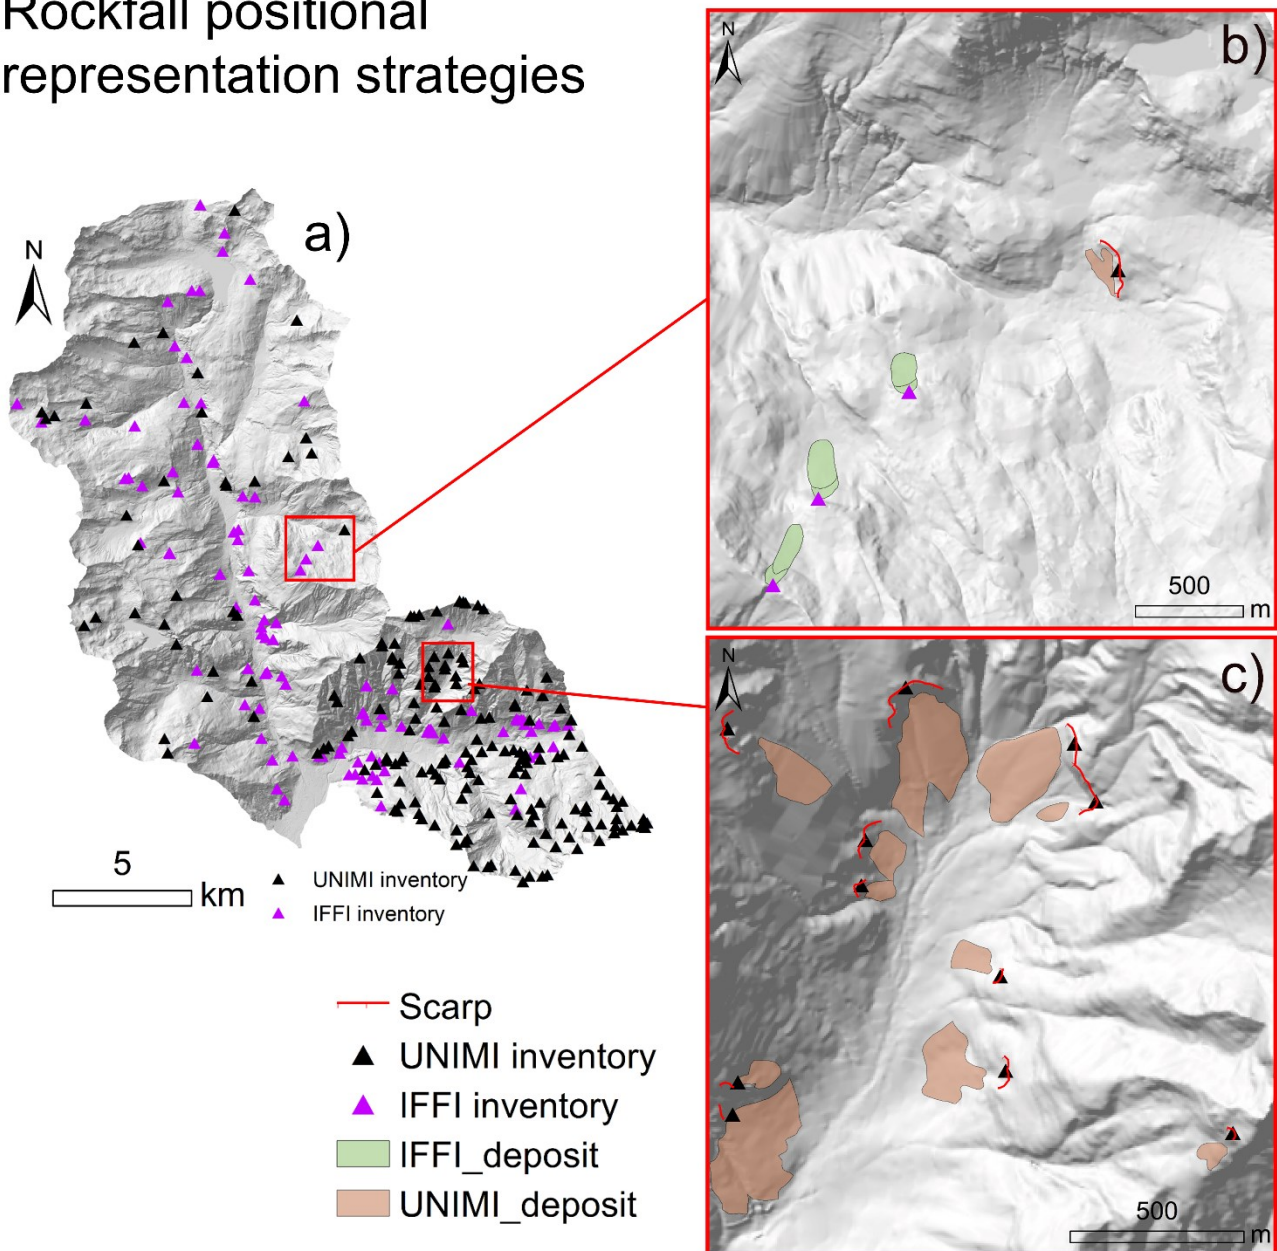 Rockfall positional
representation strategies
a)
N
5
km
UNIMI inventory
IFFI inventory
Scarp
UNIMI inventory
IFFI inventory
IFFI_deposit
UNIMI_deposit
N
b)
500
m
N
c)
500
m